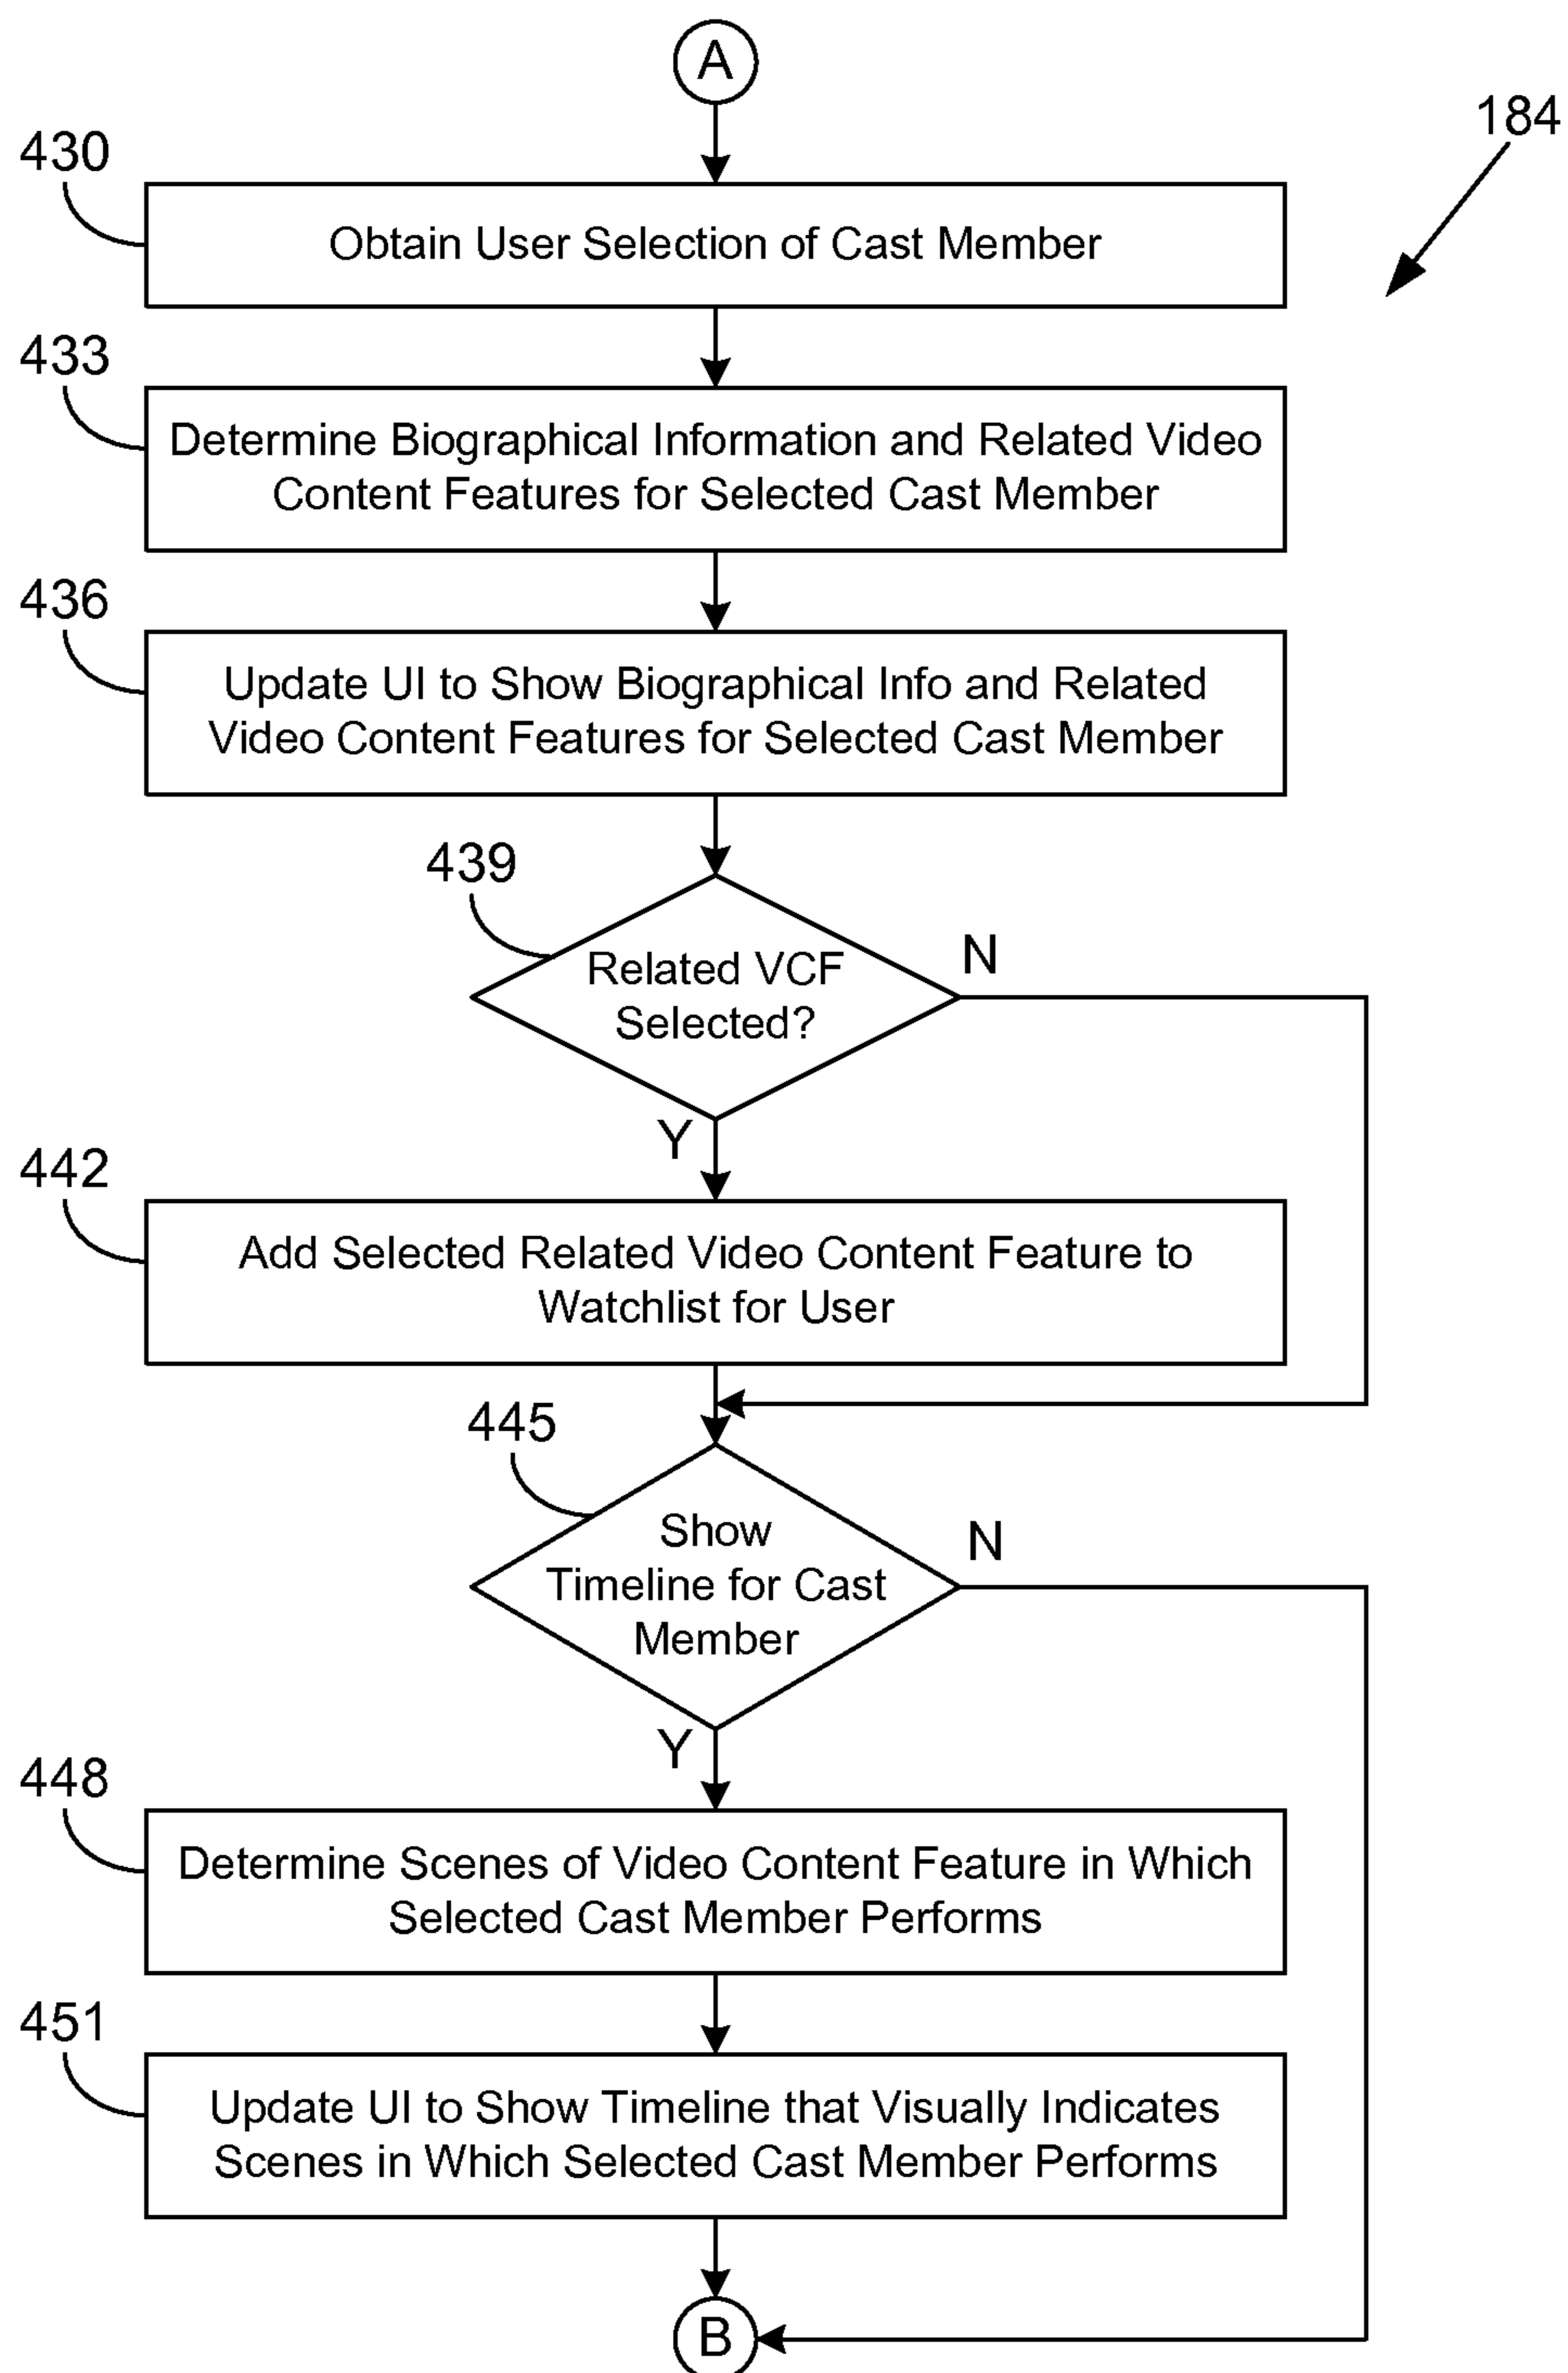 A
184
430
Obtain User Selection of Cast Member
433
Determine Biographical Information and Related Video
Content Features for Selected Cast Member
436
Update UI to Show Biographical Info and Related
Video Content Features for Selected Cast Member
439
Related VCF
Selected?
N
Y
442
Add Selected Related Video Content Feature to
Watchlist for User
445
Show
Timeline for Cast
Member
N
Y
448
Determine Scenes of Video Content Feature in Which
Selected Cast Member Performs
451
Update UI to Show Timeline that Visually Indicates
Scenes in Which Selected Cast Member Performs
B